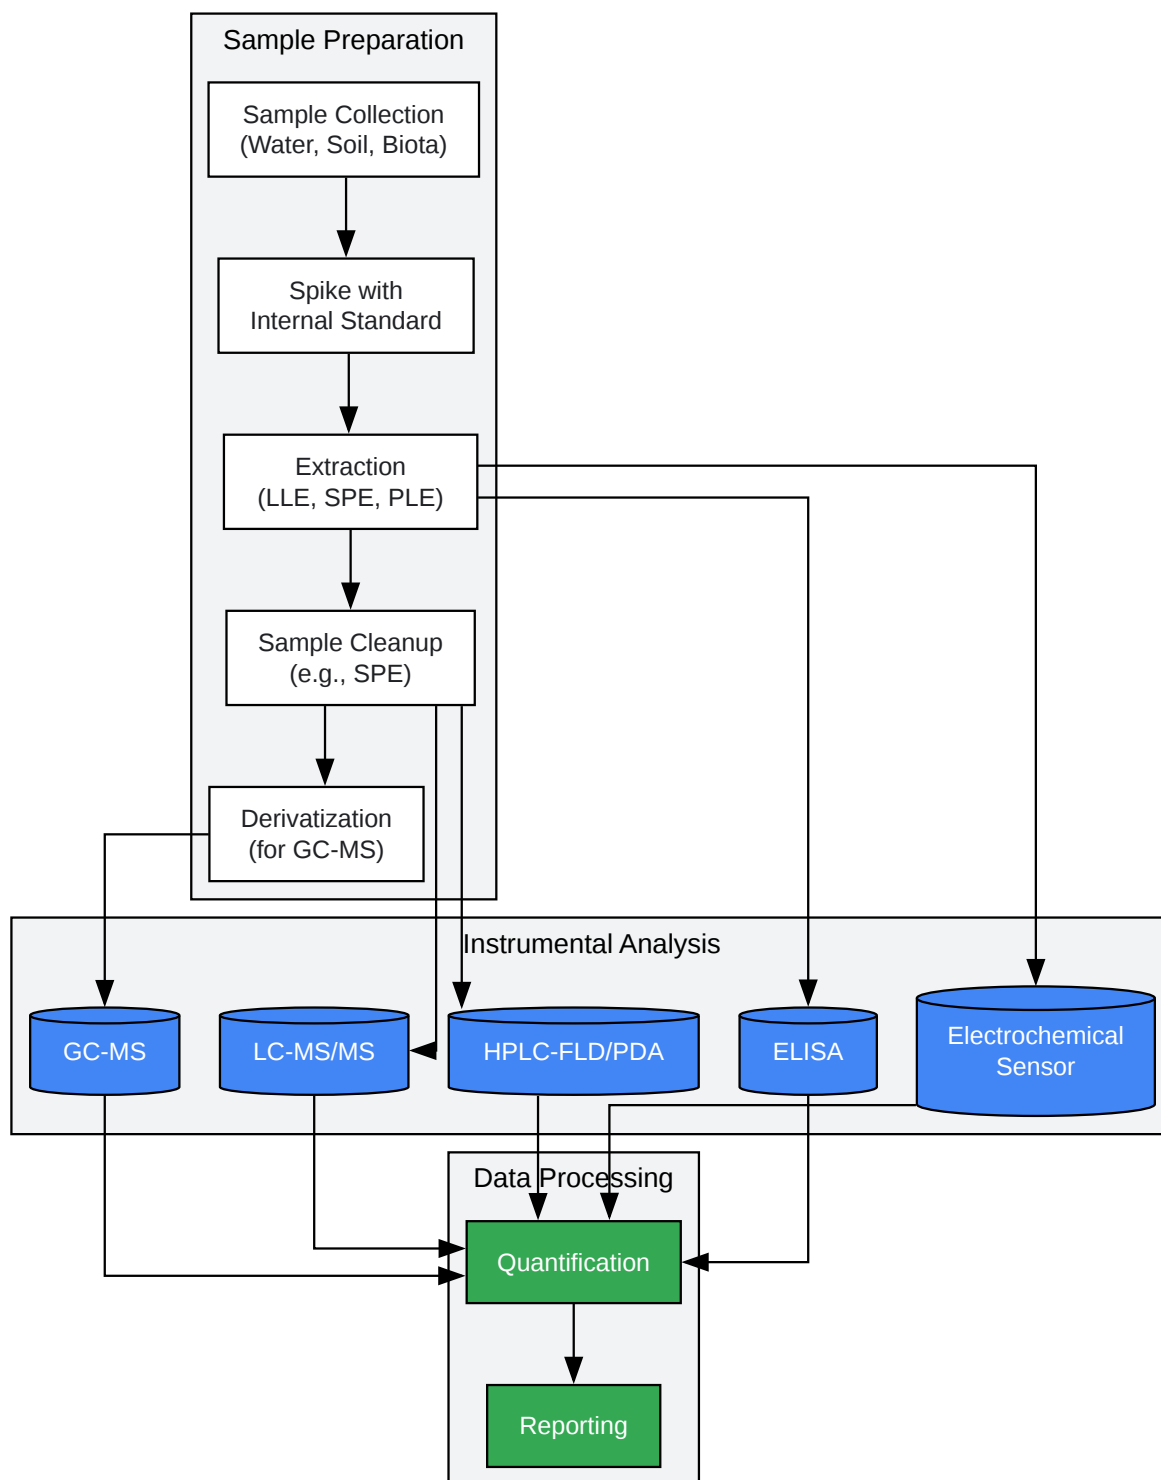 Sample Preparation
Sample Collection
(Water, Soil, Biota)
Spike with
Internal Standard
Extraction
(LLE, SPE, PLE)
Sample Cleanup
(e.g., SPE)
Derivatization
(for GC-MS)
Instrumental Analysis
GC-MS
LC-MS/MS
HPLC-FLD/PDA
ELISA
Electrochemical
Sensor
Data Processing
Quantification
Reporting